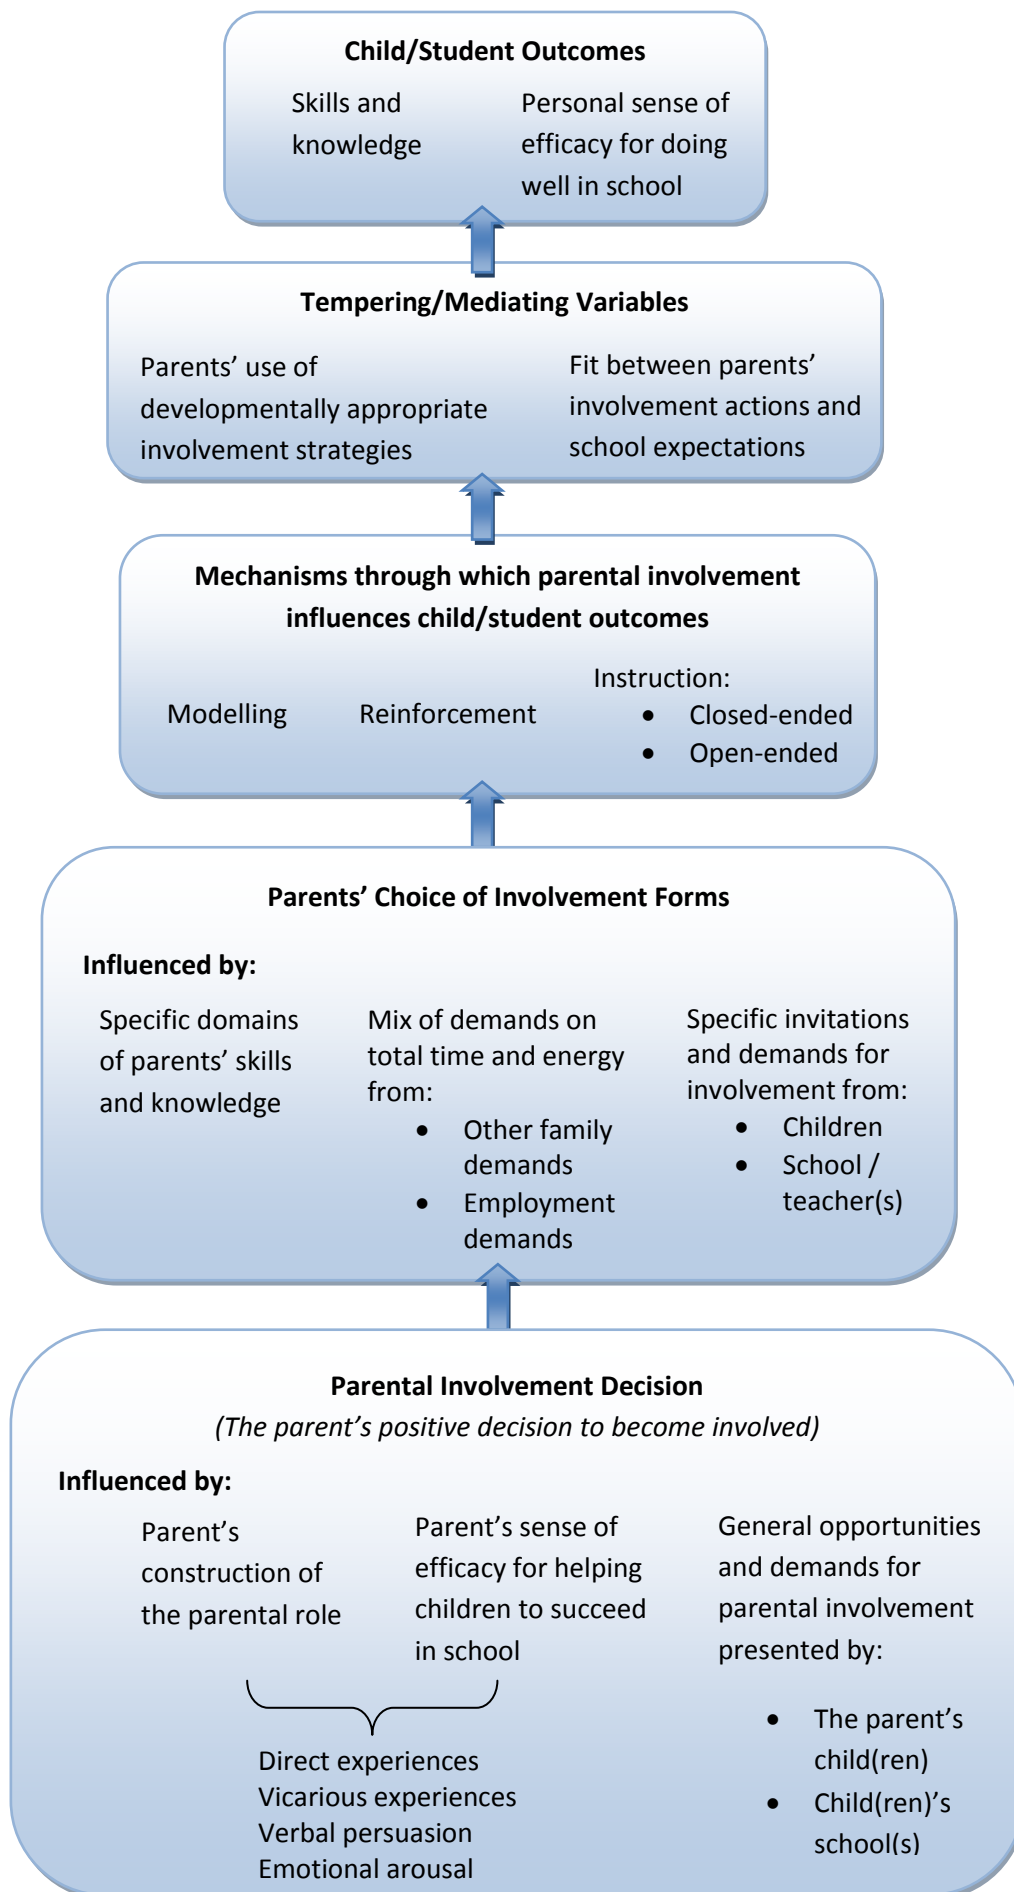 Child/Student Outcomes
Skills and
knowledge
Personal sense of
efficacy for doing
well in school
Tempering/Mediating Variables
Parents’ use of
developmentally appropriate
involvement strategies
Fit between parents’
involvement actions and
school expectations
Mechanisms through which parental involvement
influences child/student outcomes
Modelling
Reinforcement
Instruction:
• Closed-ended
• Open-ended
Parents’ Choice of Involvement Forms
Influenced by:
Specific domains
of parents’ skills
and knowledge
Mix of demands on
total time and energy
from:
• Other family
demands
• Employment
demands
Specific invitations
and demands for
involvement from:
• Children
• School /
teacher(s)
Parental Involvement Decision
(The parent’s positive decision to become involved)
Influenced by:
Parent’s
construction of
the parental role
Parent’s sense of
efficacy for helping
children to succeed
in school
Direct experiences
Vicarious experiences
Verbal persuasion
Emotional arousal
General opportunities
and demands for
parental involvement
presented by:
• The parent’s
child(ren)
• Child(ren)’s
school(s)